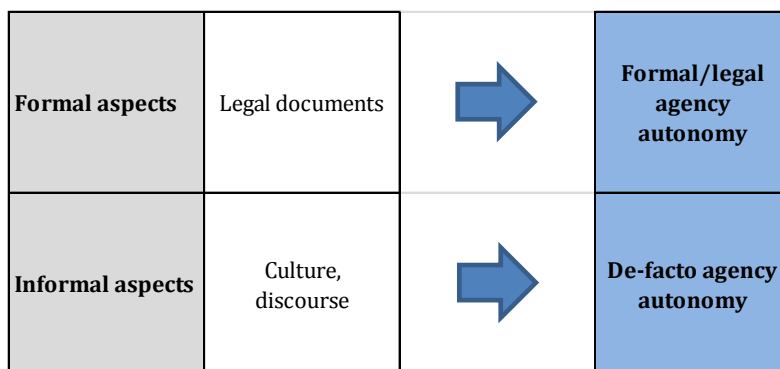 Formal aspects
Legal documents
Formal/legal
agency
autonomy
Informal aspects
Culture,
discourse
De-facto agency
autonomy